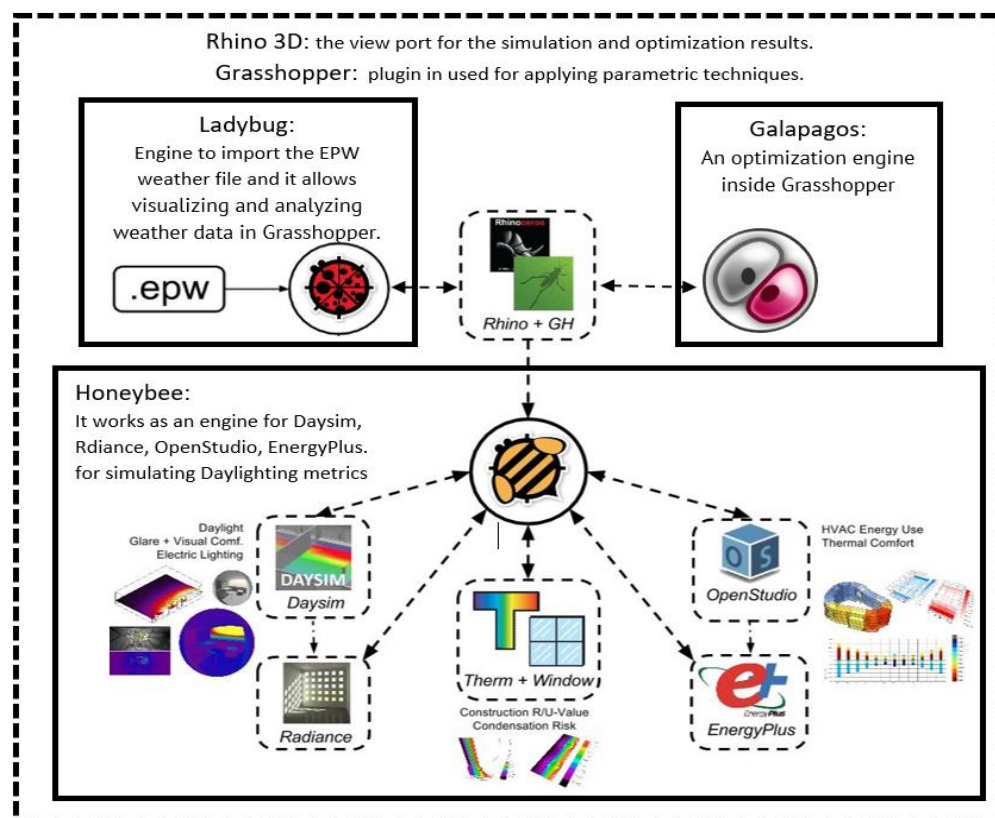 Rhino 3D: the view port for the simulation and optimization results.
Grasshopper: plugin in used for applying parametric techniques.
Ladybug:
Engine to import the EPW
weather file and it allows
visualizing and analyzing
weather data in Grasshopper.
.epw
Rhinoceros
Rhino + GH
Galapagos:
An optimization engine
inside Grasshopper
Honeybee:
It works as an engine for Daysim,
Rdiance, OpenStudio, EnergyPlus.
for simulating Daylighting metrics
Daylight
Glare + Visual Comf.
Electric Lighting
DAYSIM
Daysim
Radiance
T
Therm + Window
Construction R/U-Value
Condensation Risk
OS
OpenStudio
HVAC Energy Use
Thermal Comfort
e+
EnergyPlus
EnergyPlus